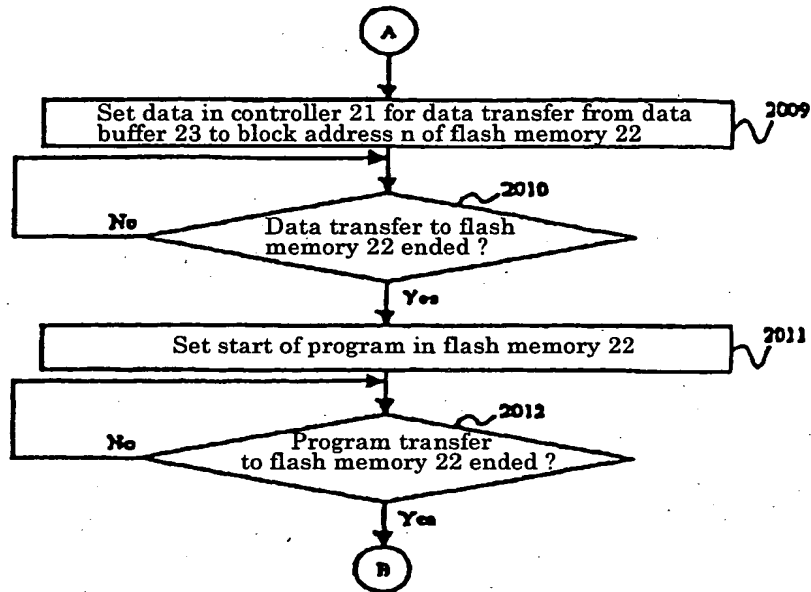 A
Set data in controller 21 for data transfer from data
buffer 23 to block address n of flash memory 22
2009
2010
No
Data transfer to flash
memory 22 ended ?
Yes
Set start of program in flash memory 22
2011
2012
No
Program transfer
to flash memory 22 ended ?
Yes
B